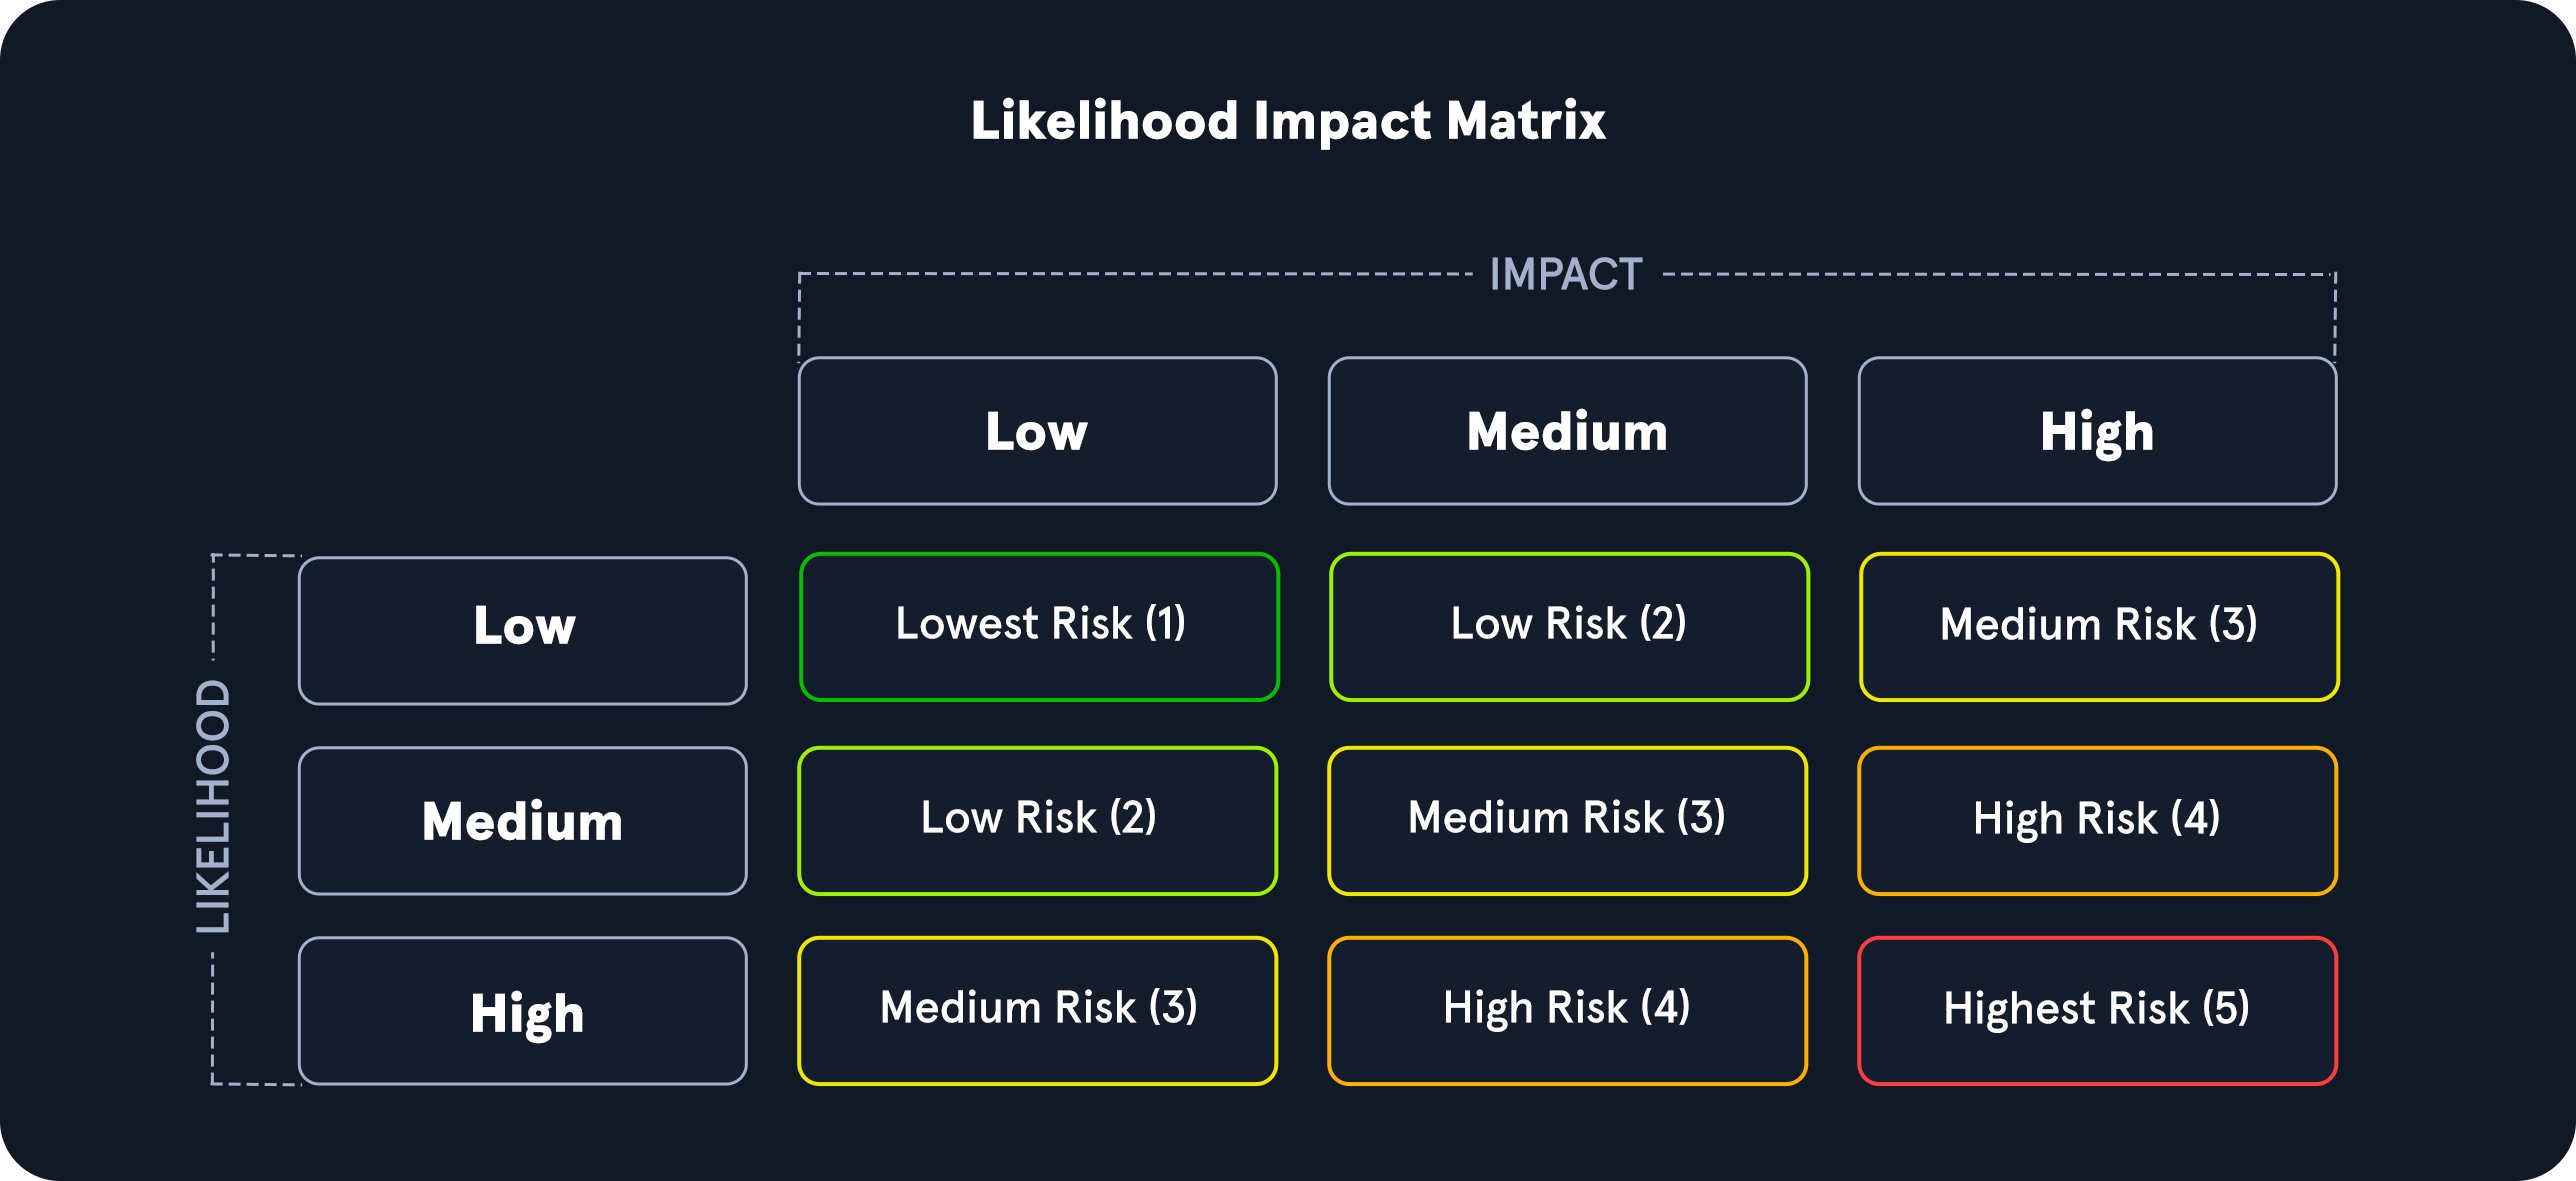 Likelihood Impact Matrix
IMPACT
Low
Medium
High
LIKELIHOOD
Low
Lowest Risk (1)
Low Risk (2)
Medium Risk (3)
Medium
Low Risk (2)
Medium Risk (3)
High Risk (4)
High
Medium Risk (3)
High Risk (4)
Highest Risk (5)